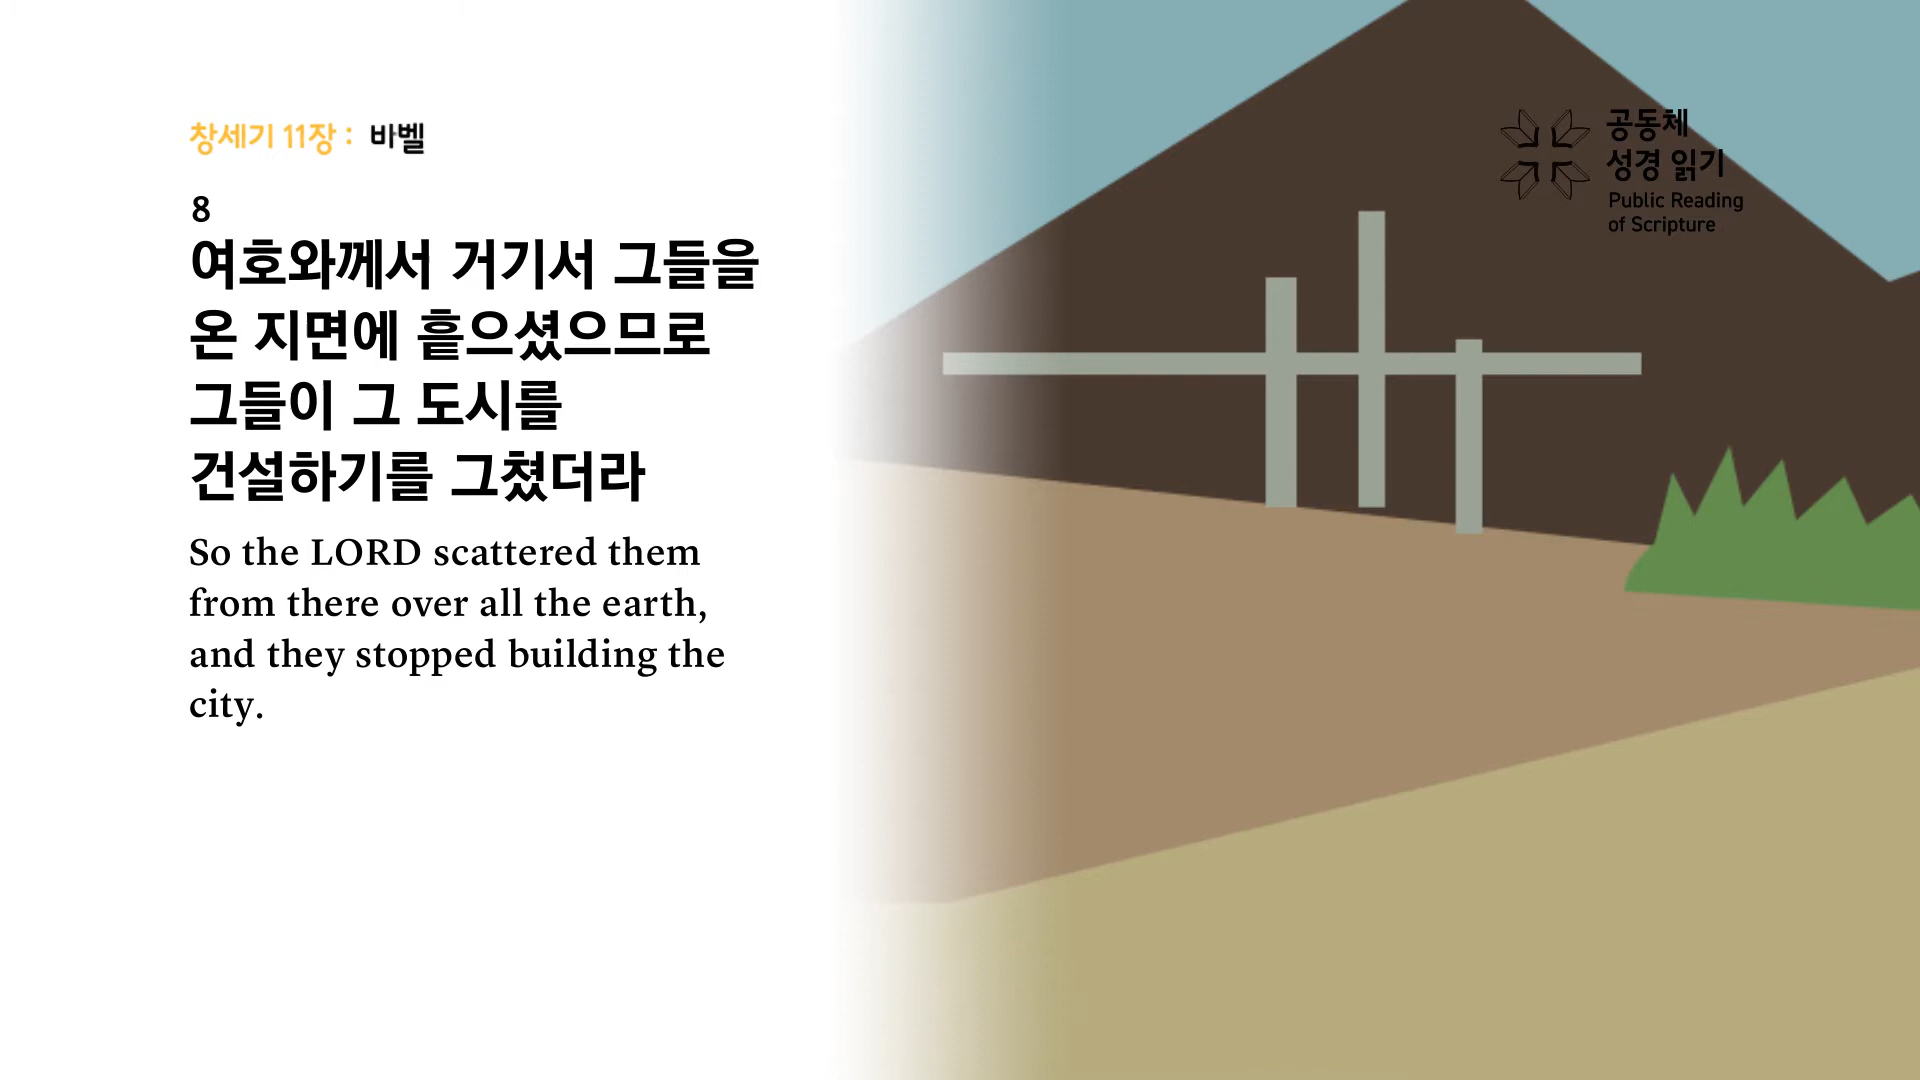 창세기 11장 : 바벨
8
여호와께서 거기서 그들을
온 지면에 흩으셨으므로
그들이 그 도시를
건설하기를 그쳤더라
So the LORD scattered them
from there over all the earth,
and they stopped building the
city.
공동체
성경 읽기
Public Reading
of Scripture